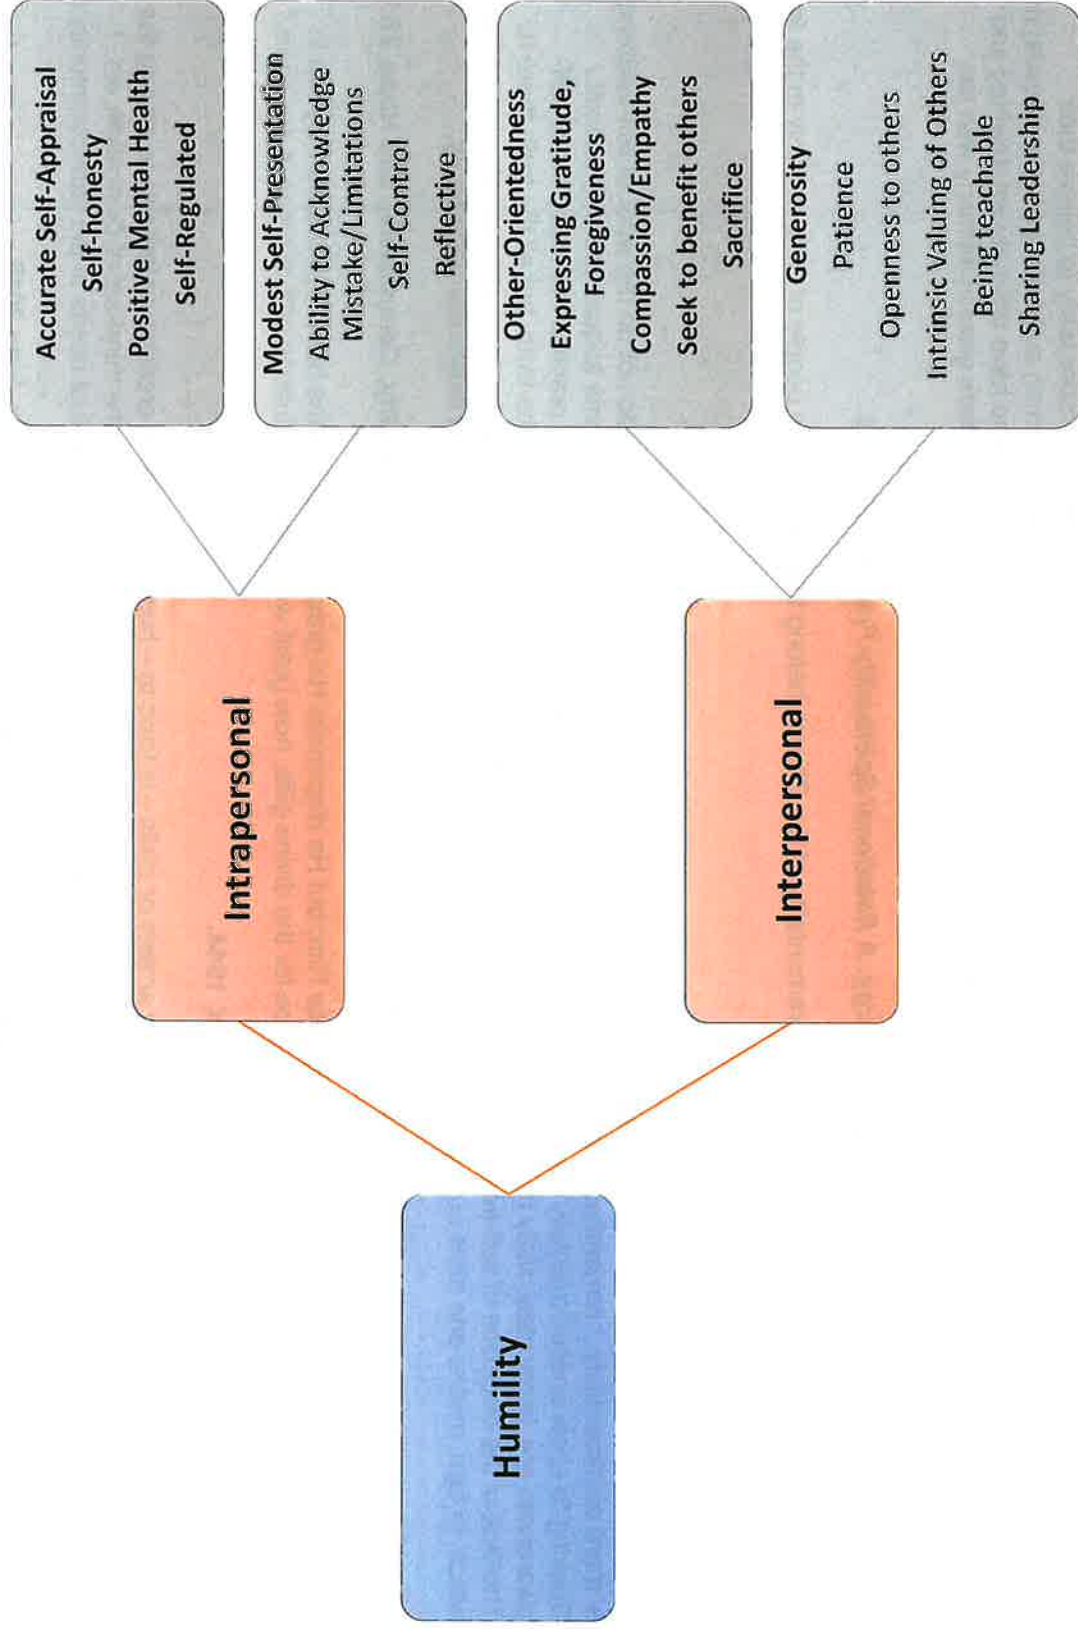 Humility
Intrapersonal
Interpersonal
Accurate Self-Appraisal
Self-honesty
Positive Mental Health
Self-Regulated
Modest Self-Presentation
Ability to Acknowledge
Mistake/Limitations
Self-Control
Reflective
Other-Orientedness
Expressing Gratitude,
Foregiveness
Compassion/Empathy
Seek to benefit others
Sacrifice
Generosity
Patience
Openness to others
Intrinsic Valuing of Others
Being teachable
Sharing Leadership